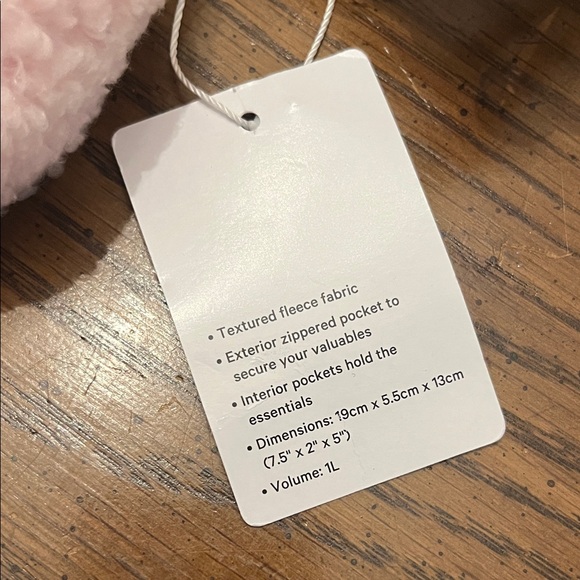 • Textured fleece fabric
• Exterior zippered pocket to
secure your valuables
• Interior pockets hold the
essentials
• Dimensions: 19cm x 5.5cm x 13cm
(7.5" x 2" x 5")
• Volume: 1L